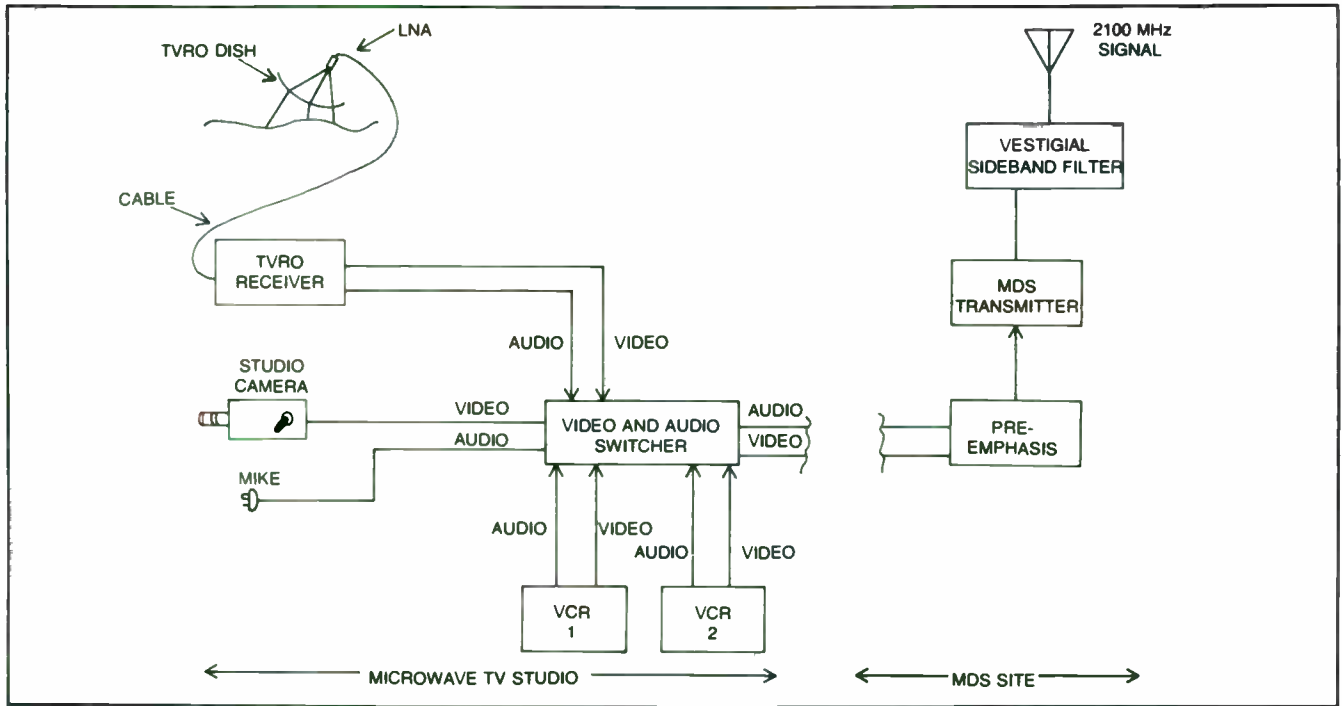 LNA
TVRO DISH
2100 MHz
SIGNAL
VESTIGIAL
SIDEBAND FILTER
CABLE
TVRO
RECEIVER
MDS
TRANSMITTER
AUDIO
VIDEO
STUDIO
CAMERA
VIDEO
AUDIO
VIDEO AND AUDIO
SWITCHER
AUDIO
VIDEO
PRE-
EMPHASIS
MIKE
AUDIO
VIDEO
AUDIO
VIDEO
VCR
1
VCR
2
MICROWAVE TV STUDIO
MDS SITE